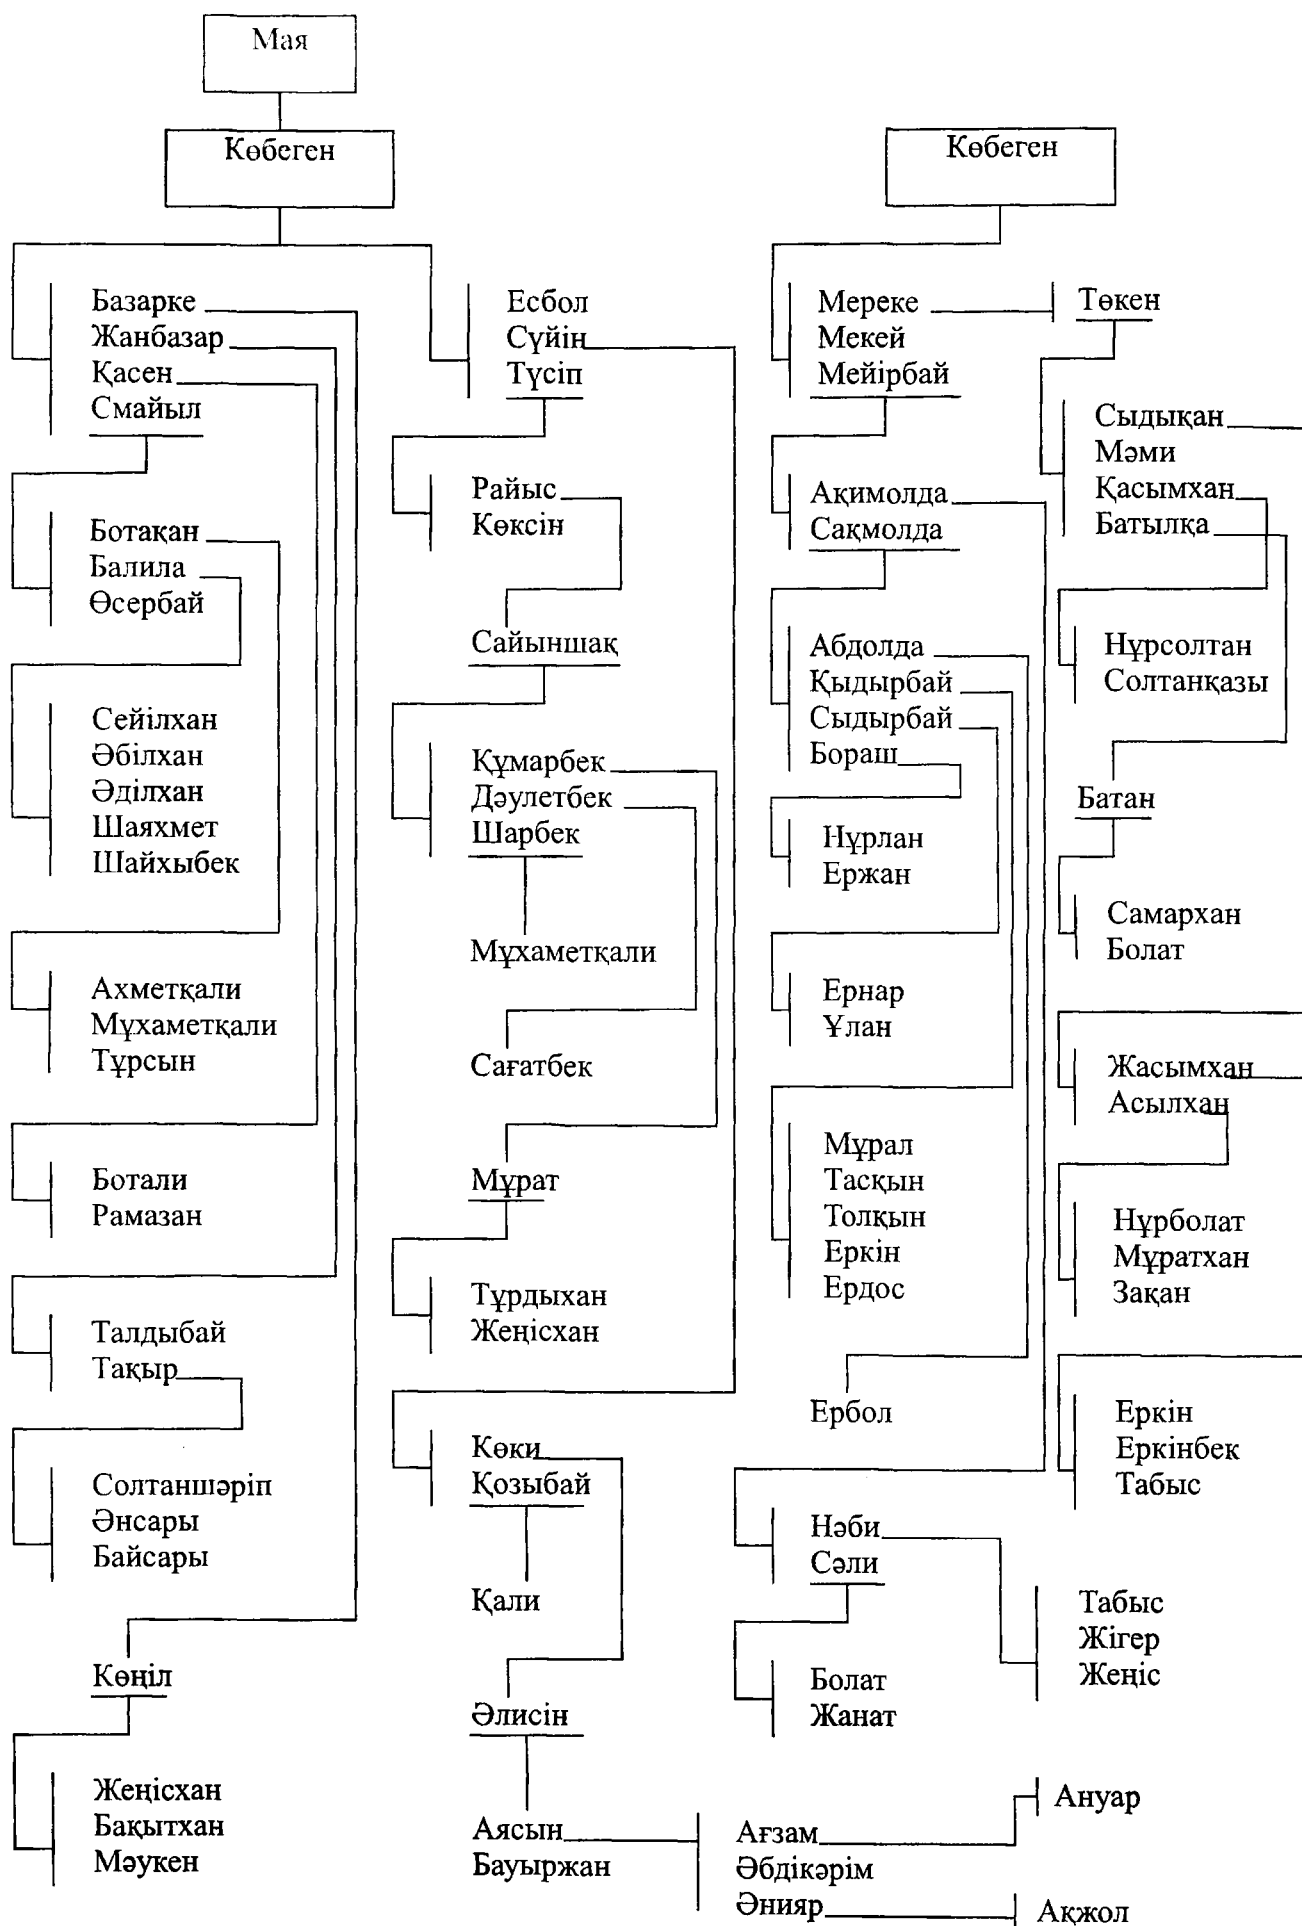 Мая
Көбеген
Базарке
Жанбазар
Қасен
Смайыл
Ботақан
Балила
Өсербай
Сейілхан
Әбілхан
Әділхан
Шаяхмет
Шайхыбек
Ахметқали
Мұхаметқали
Тұрсын
Ботали
Рамазан
Талдыбай
Тақыр
Солтаншәріп
Әнсары
Байсары
Көңіл
Жеңісхан
Бақытхан
Мәукен
Есбол
Сүйін
Түсіп
Райыс
Көксін
Сайыншақ
Құмарбек
Дәулетбек
Шарбек
Мұхаметқали
Сағатбек
Мұрат
Тұрдыхан
Жеңісхан
Көки
Қозыбай
Қали
Әлисін
Аясын
Бауыржан
Ағзам
Әбдікәрім
Әнияр
Ануар
Ақжол
Көбеген
Мереке
Мекей
Мейірбай
Ақимолда
Сақмолда
Абдолда
Қыдырбай
Сыдырбай
Бораш
Нұрлан
Ержан
Ернар
Ұлан
Мұрал
Тасқын
Толқын
Еркін
Ердос
Ербол
Нәби
Сәли
Болат
Жанат
Табыс
Жігер
Жеңіс
Төкен
Сыдықан
Мәми
Қасымхан
Батылқа
Нұрсолтан
Солтанқазы
Батан
Самархан
Болат
Жасымхан
Асылхан
Нұрболат
Мұратхан
Зақан
Еркін
Еркінбек
Табыс